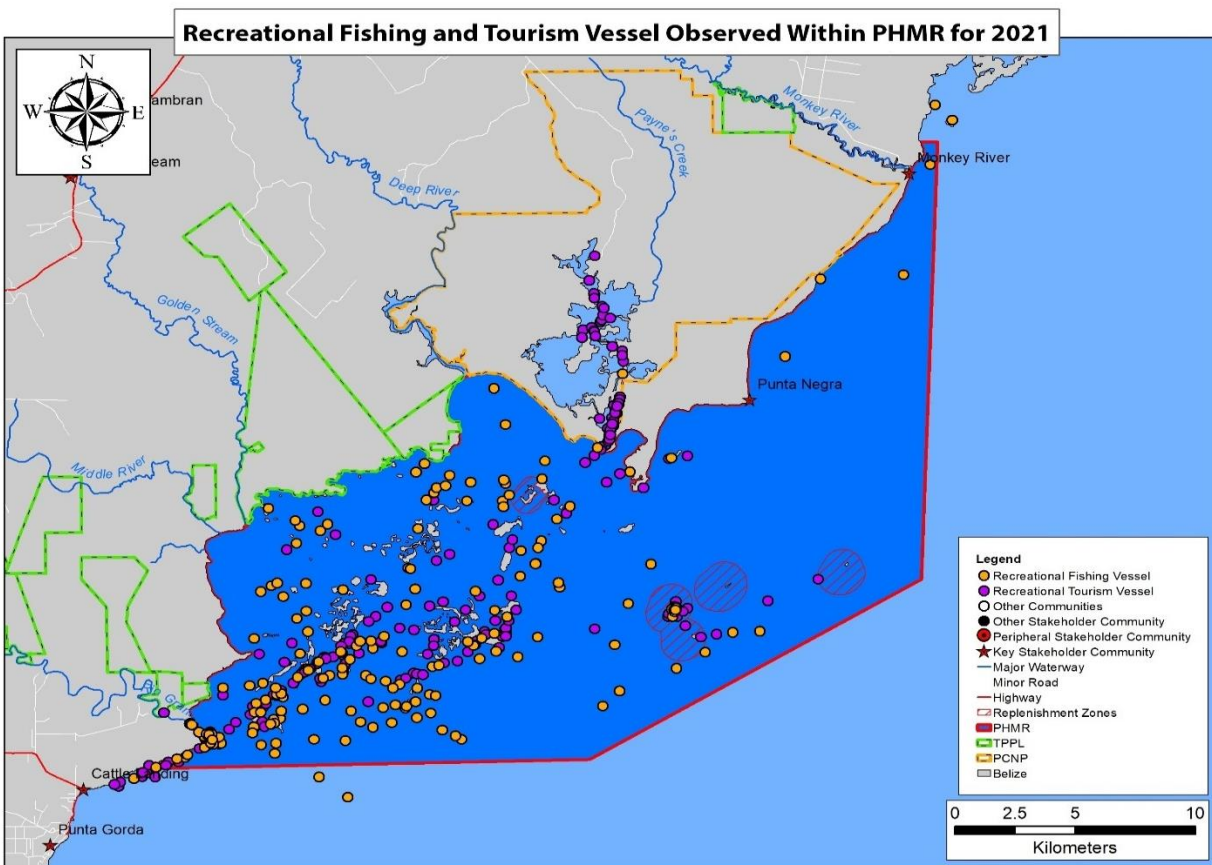 Recreational Fishing and Tourism Vessel Observed Within PHMR for 2021
N
W E
S
ambran
eam
Deep River
Payne's Creek
Monkey River
Monkey River
Golden Stream
Punta Negra
Middle River
Cattle Landing
Punta Gorda
Legend
Recreational Fishing Vessel
Recreational Tourism Vessel
Other Communities
Other Stakeholder Community
Peripheral Stakeholder Community
Key Stakeholder Community
Major Waterway
Minor Road
Highway
Replenishment Zones
PHMR
TPPL
PCNP
Belize
0 2.5 5 10
Kilometers